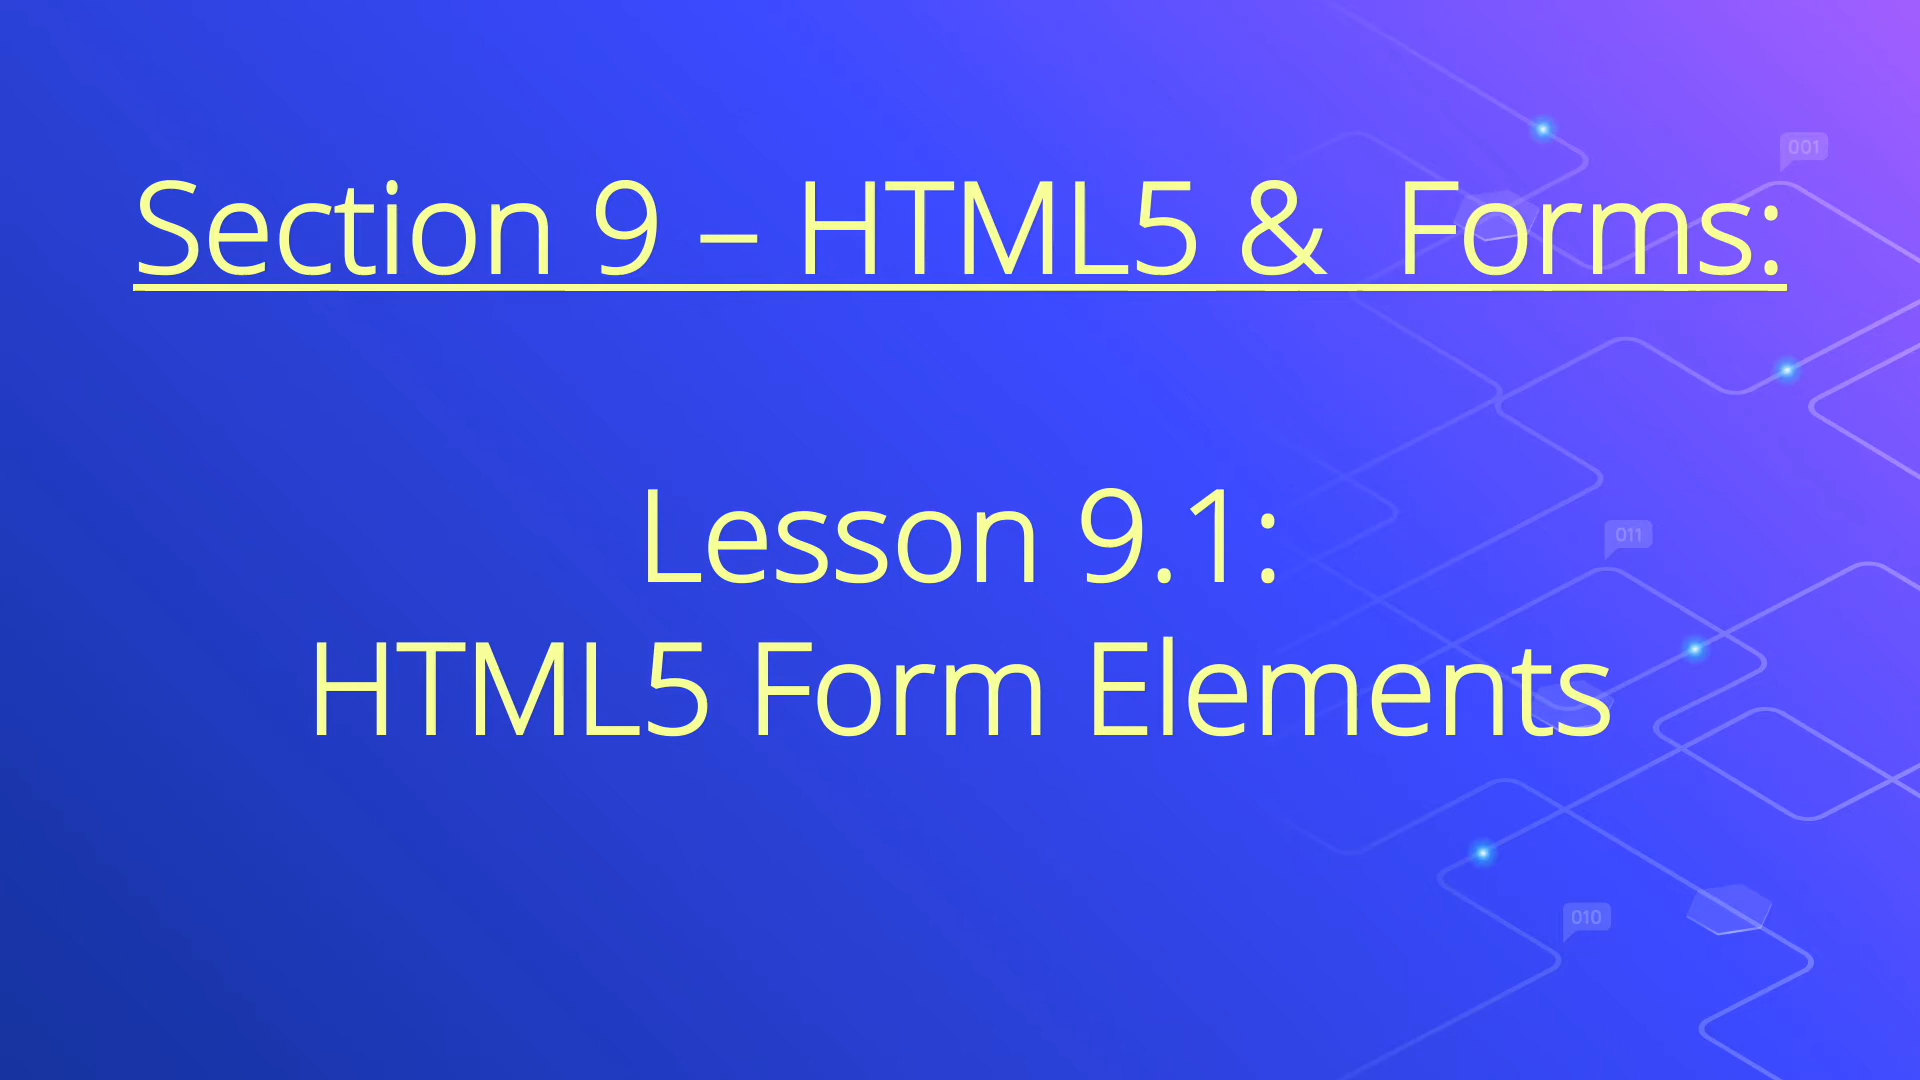 Section 9 – HTML5 &  Forms:
001
Lesson 9.1:
011
HTML5 Form Elements
010